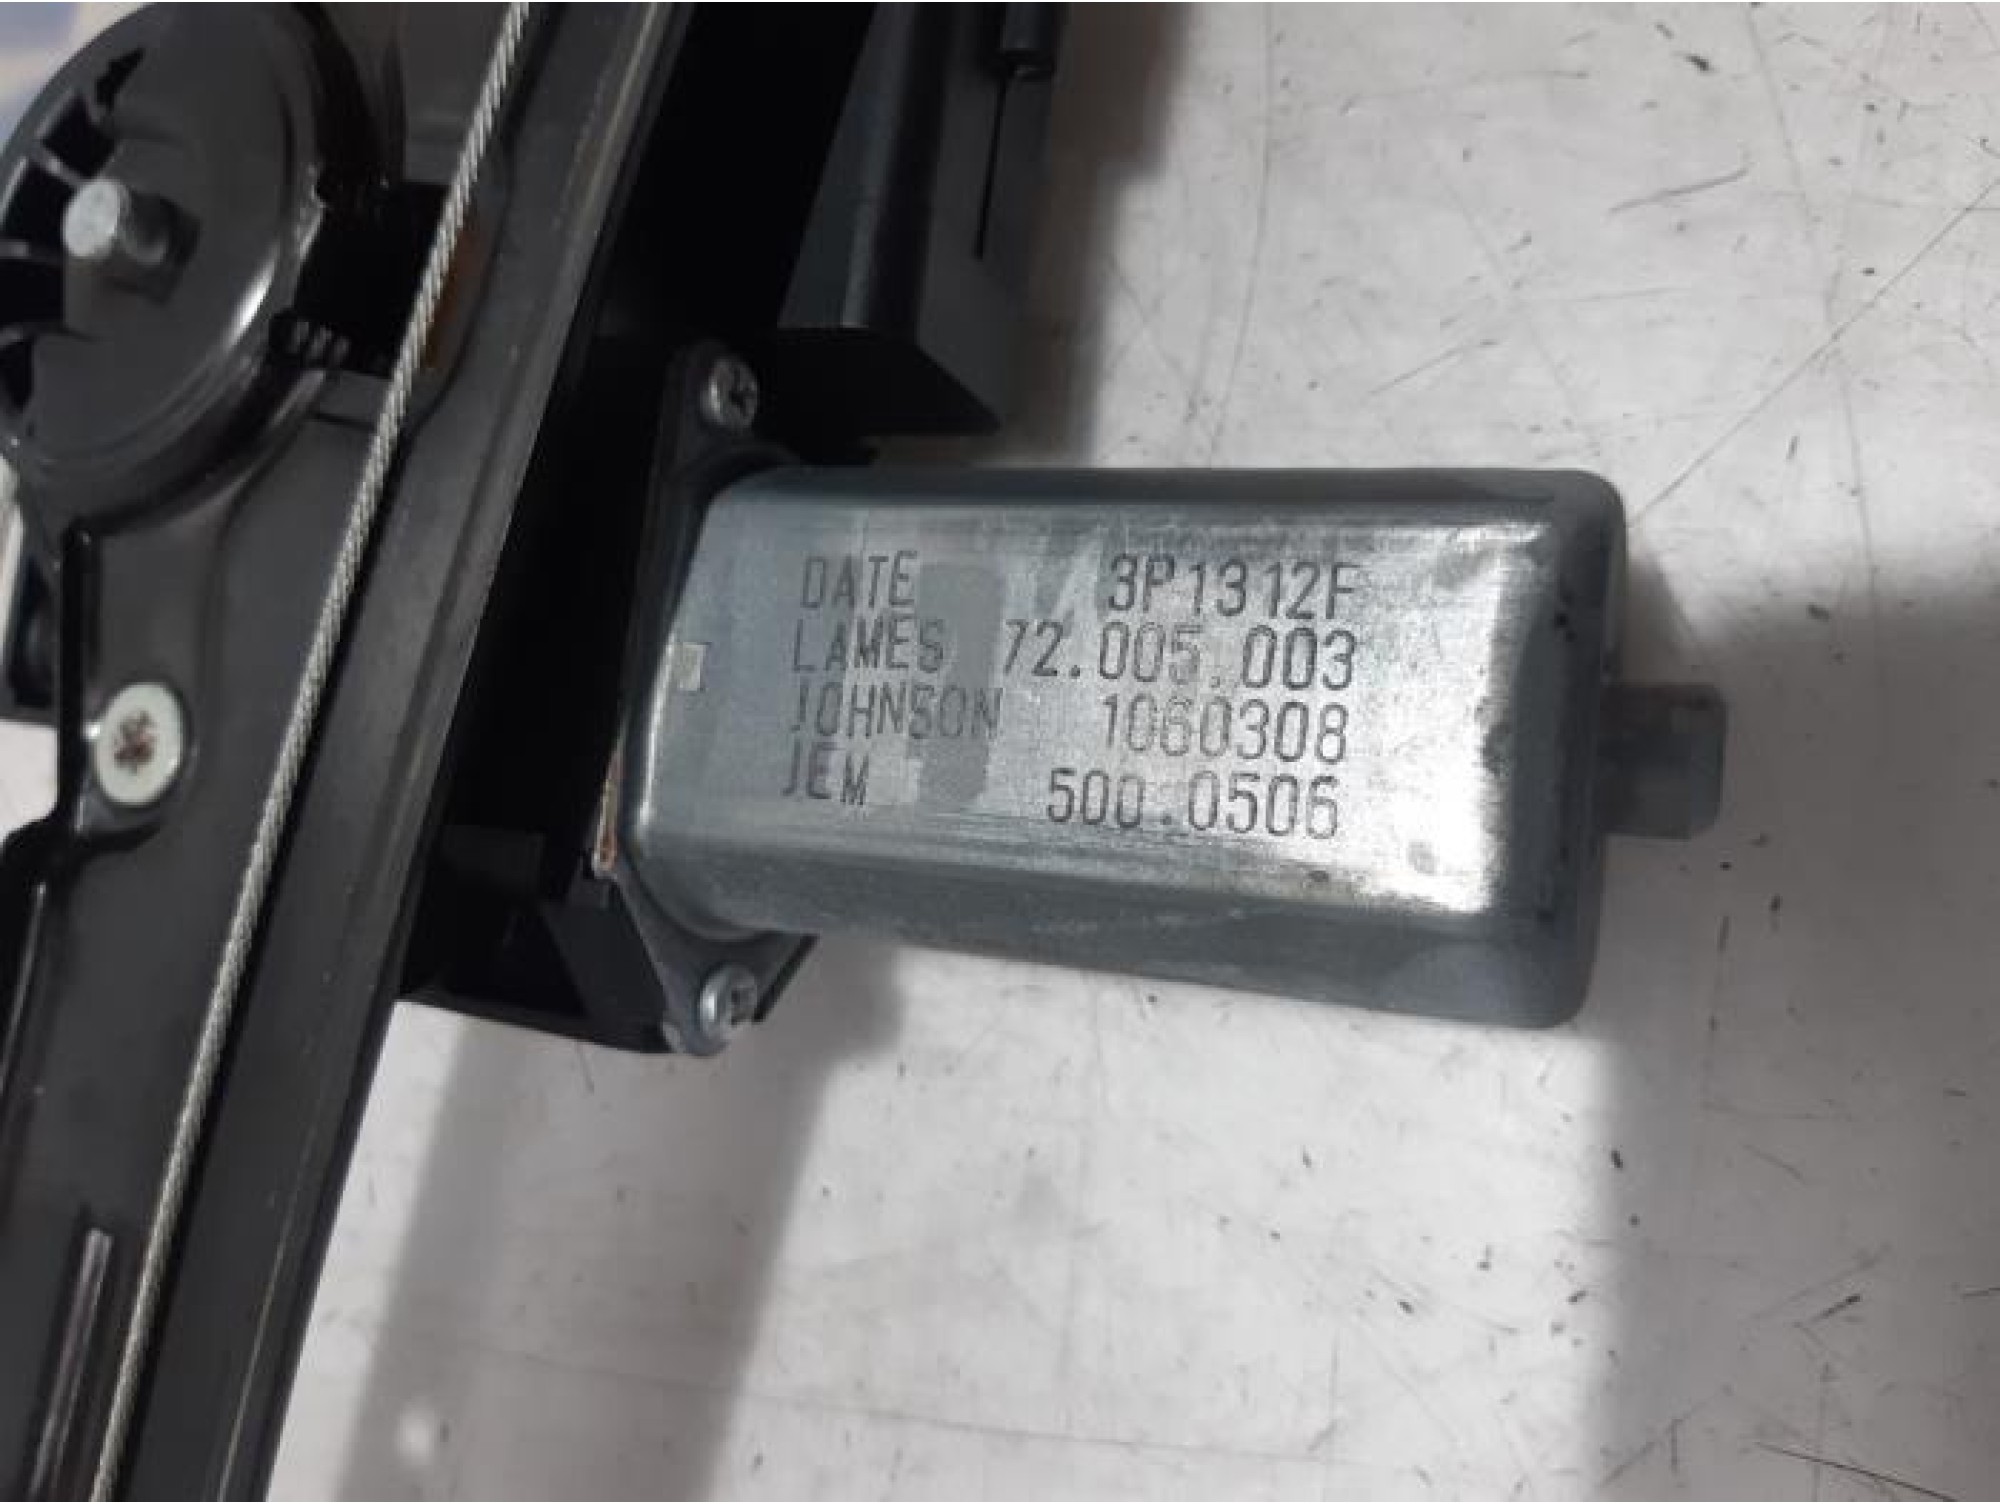 DATE 3P1312F
LAMES 72.005.003
JOHNSON 1060308
JEM 500.0506